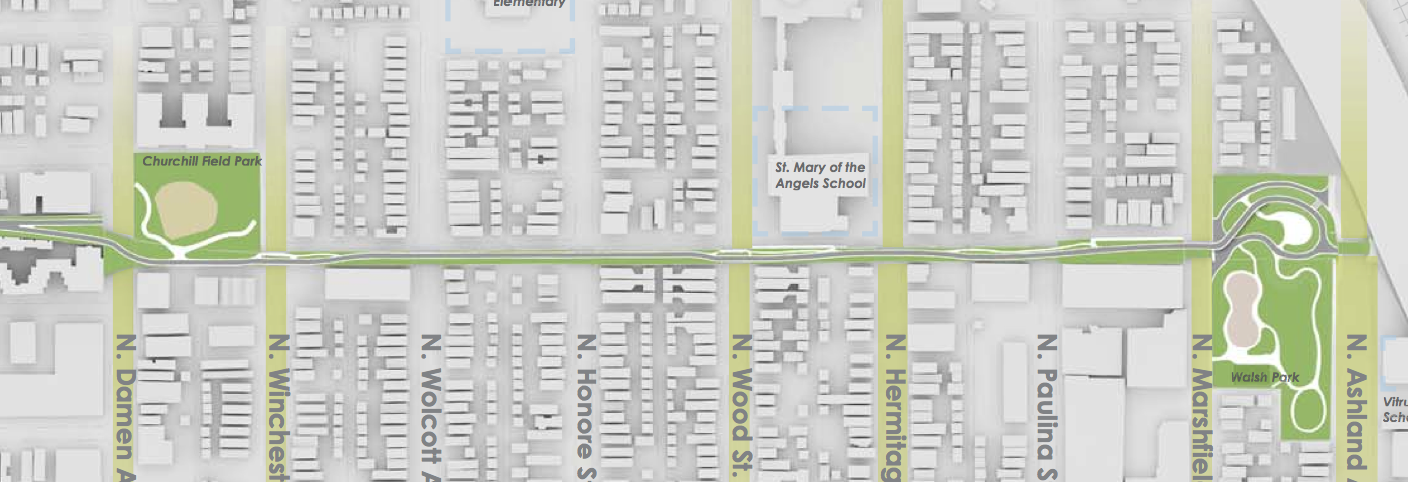 Elementary
Churchill Field Park
St. Mary of the
Angels School
N. Damen A
N. Winchest
N. Wolcott A
N. Honore S
N. Wood St.
N. Hermitag
N. Paulina S
N. Marshfiel
N. Ashland A
Walsh Park
Vitru
Scho